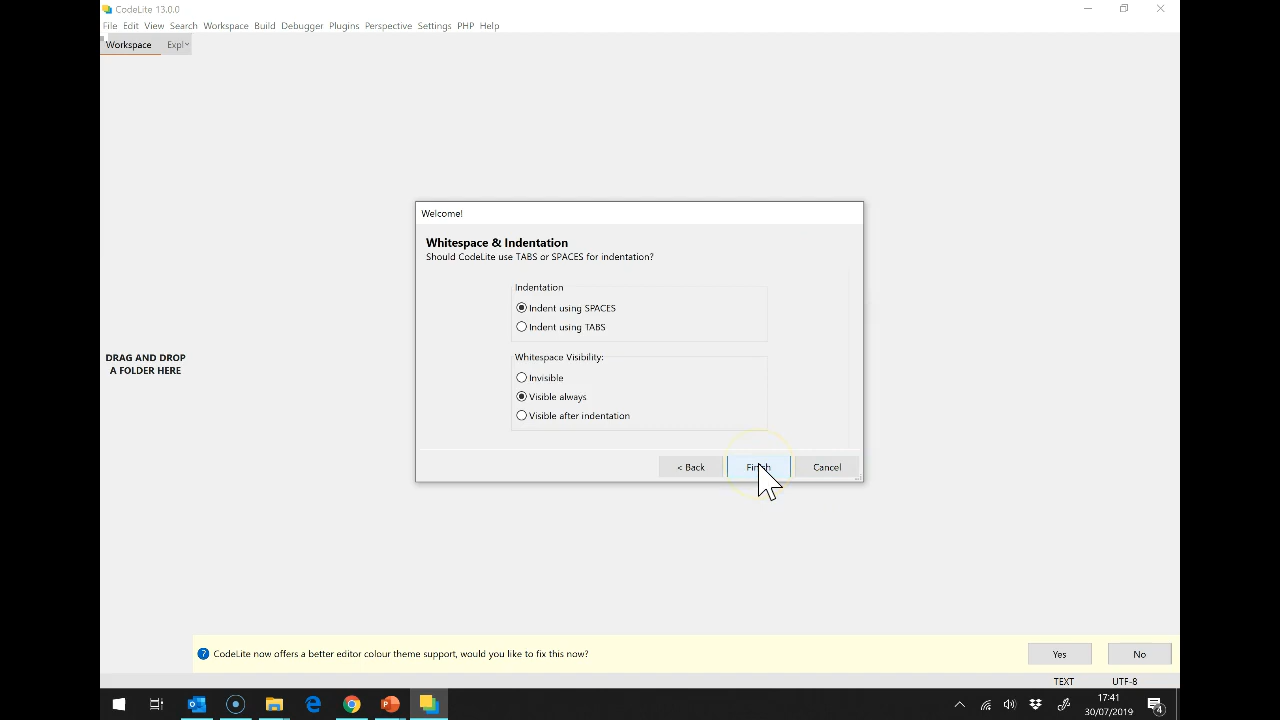 CodeLite 13.0.0
File Edit View Search Workspace Build Debugger Plugins Perspective Settings PHP Help
Workspace Expl
Welcome!
Whitespace & Indentation
Should CodeLite use TABS or SPACES for indentation?
Indentation
Indent using SPACES
Indent using TABS
Whitespace Visibility:
Invisible
Visible always
Visible after indentation
< Back Finish Cancel
DRAG AND DROP
A FOLDER HERE
CodeLite now offers a better editor colour theme support, would you like to fix this now? Yes No
TEXT UTF-8
17:41
30/07/2019
4